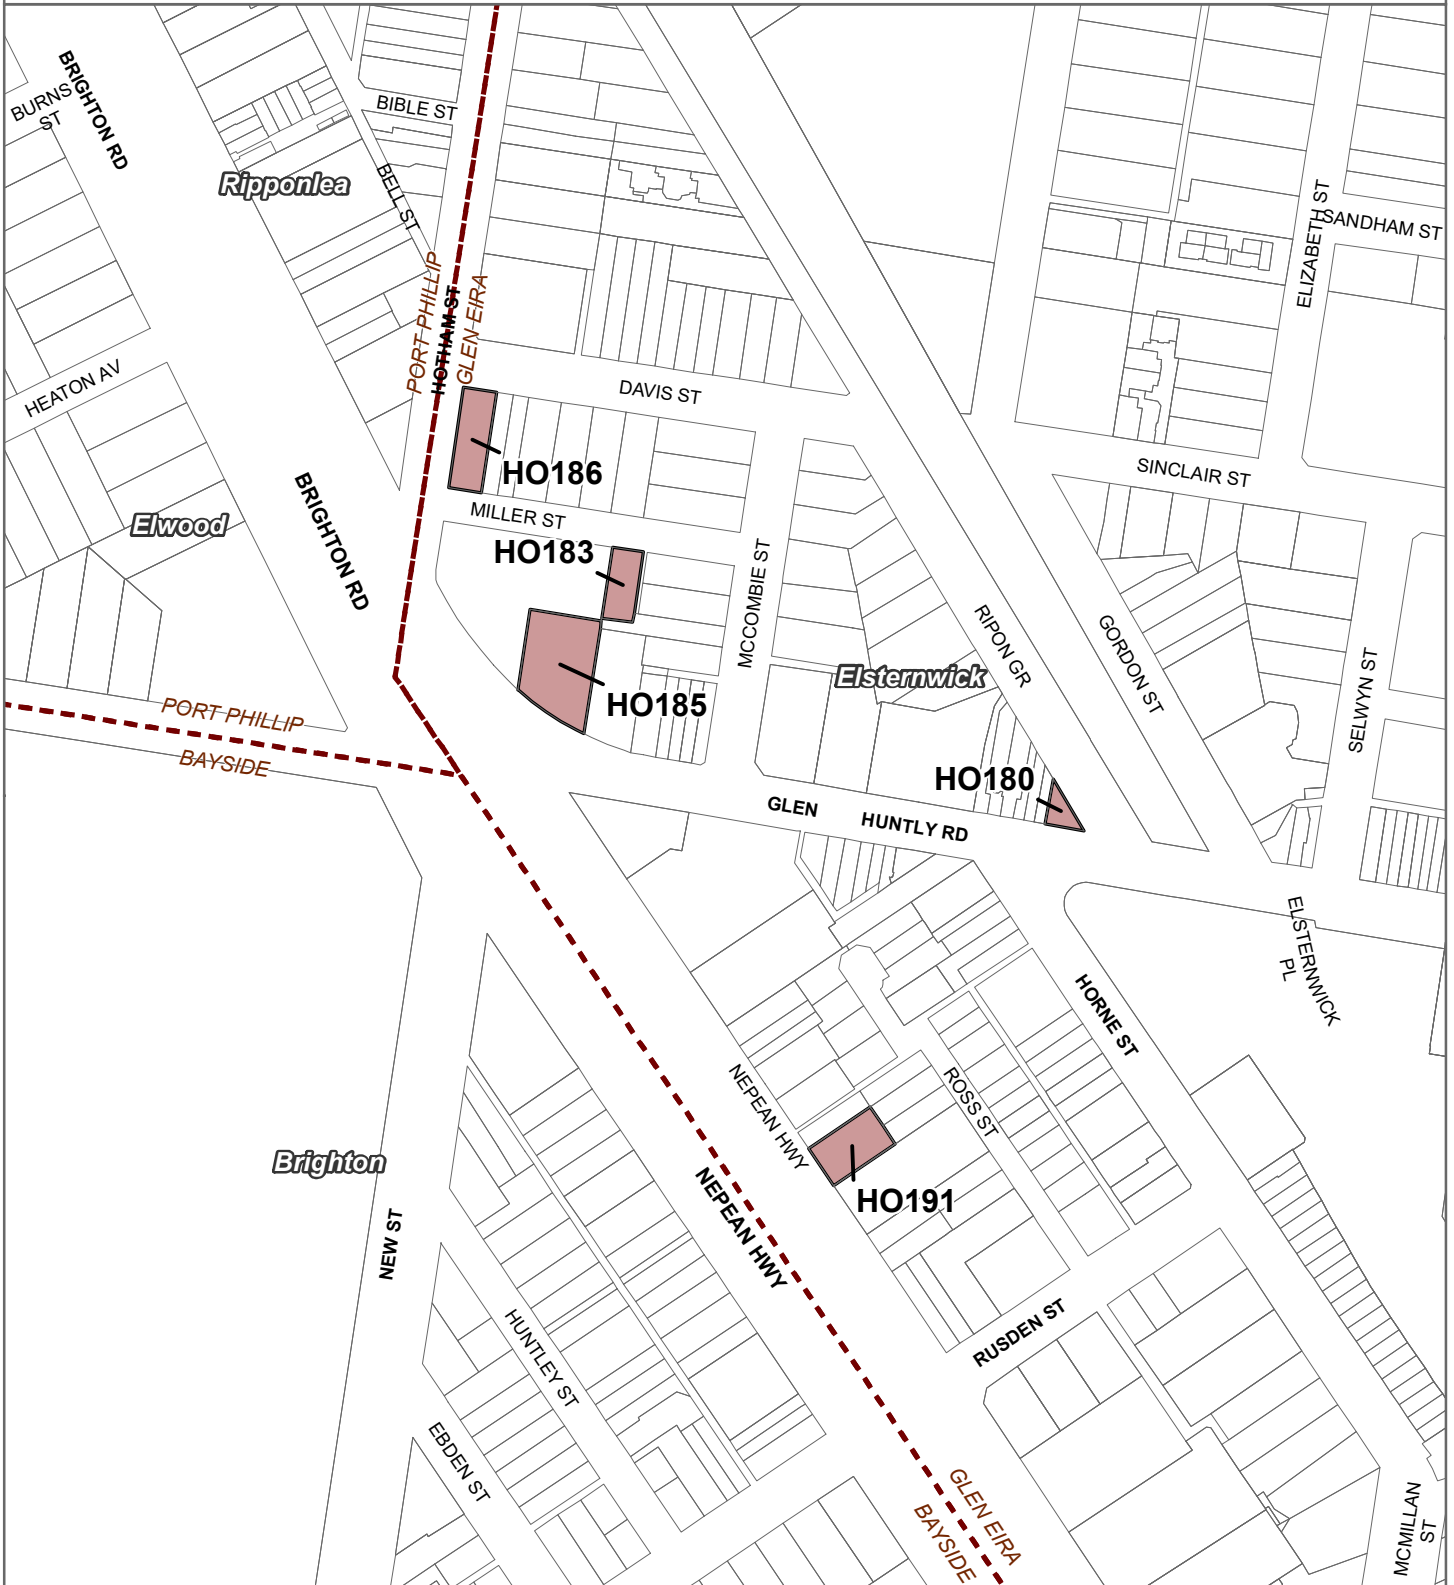 BRIGHTON RD
BURNS
ST
BIBLE ST
Ripponlea
BELL ST
ELIZABETH ST
SANDHAM ST
PORT PHILLIP
HOTHAM ST
GLEN EIRA
HEATON AV
DAVIS ST
HO186
SINCLAIR ST
BRIGHTON RD
Elwood
MILLER ST
HO183
MCCOMBIE ST
RIPON GR
GORDON ST
SELWYN ST
Elsternwick
HO185
PORT PHILLIP
BAYSIDE
HO180
GLEN HUNTLY RD
ELSTERNWICK
PL
HORNE ST
NEPEAN HWY
ROSS ST
Brighton
HO191
NEPEAN HWY
NEW ST
HUNTLEY ST
RUSDEN ST
EBDEN ST
GLEN EIRA
BAYSIDE
MCMILLAN
ST